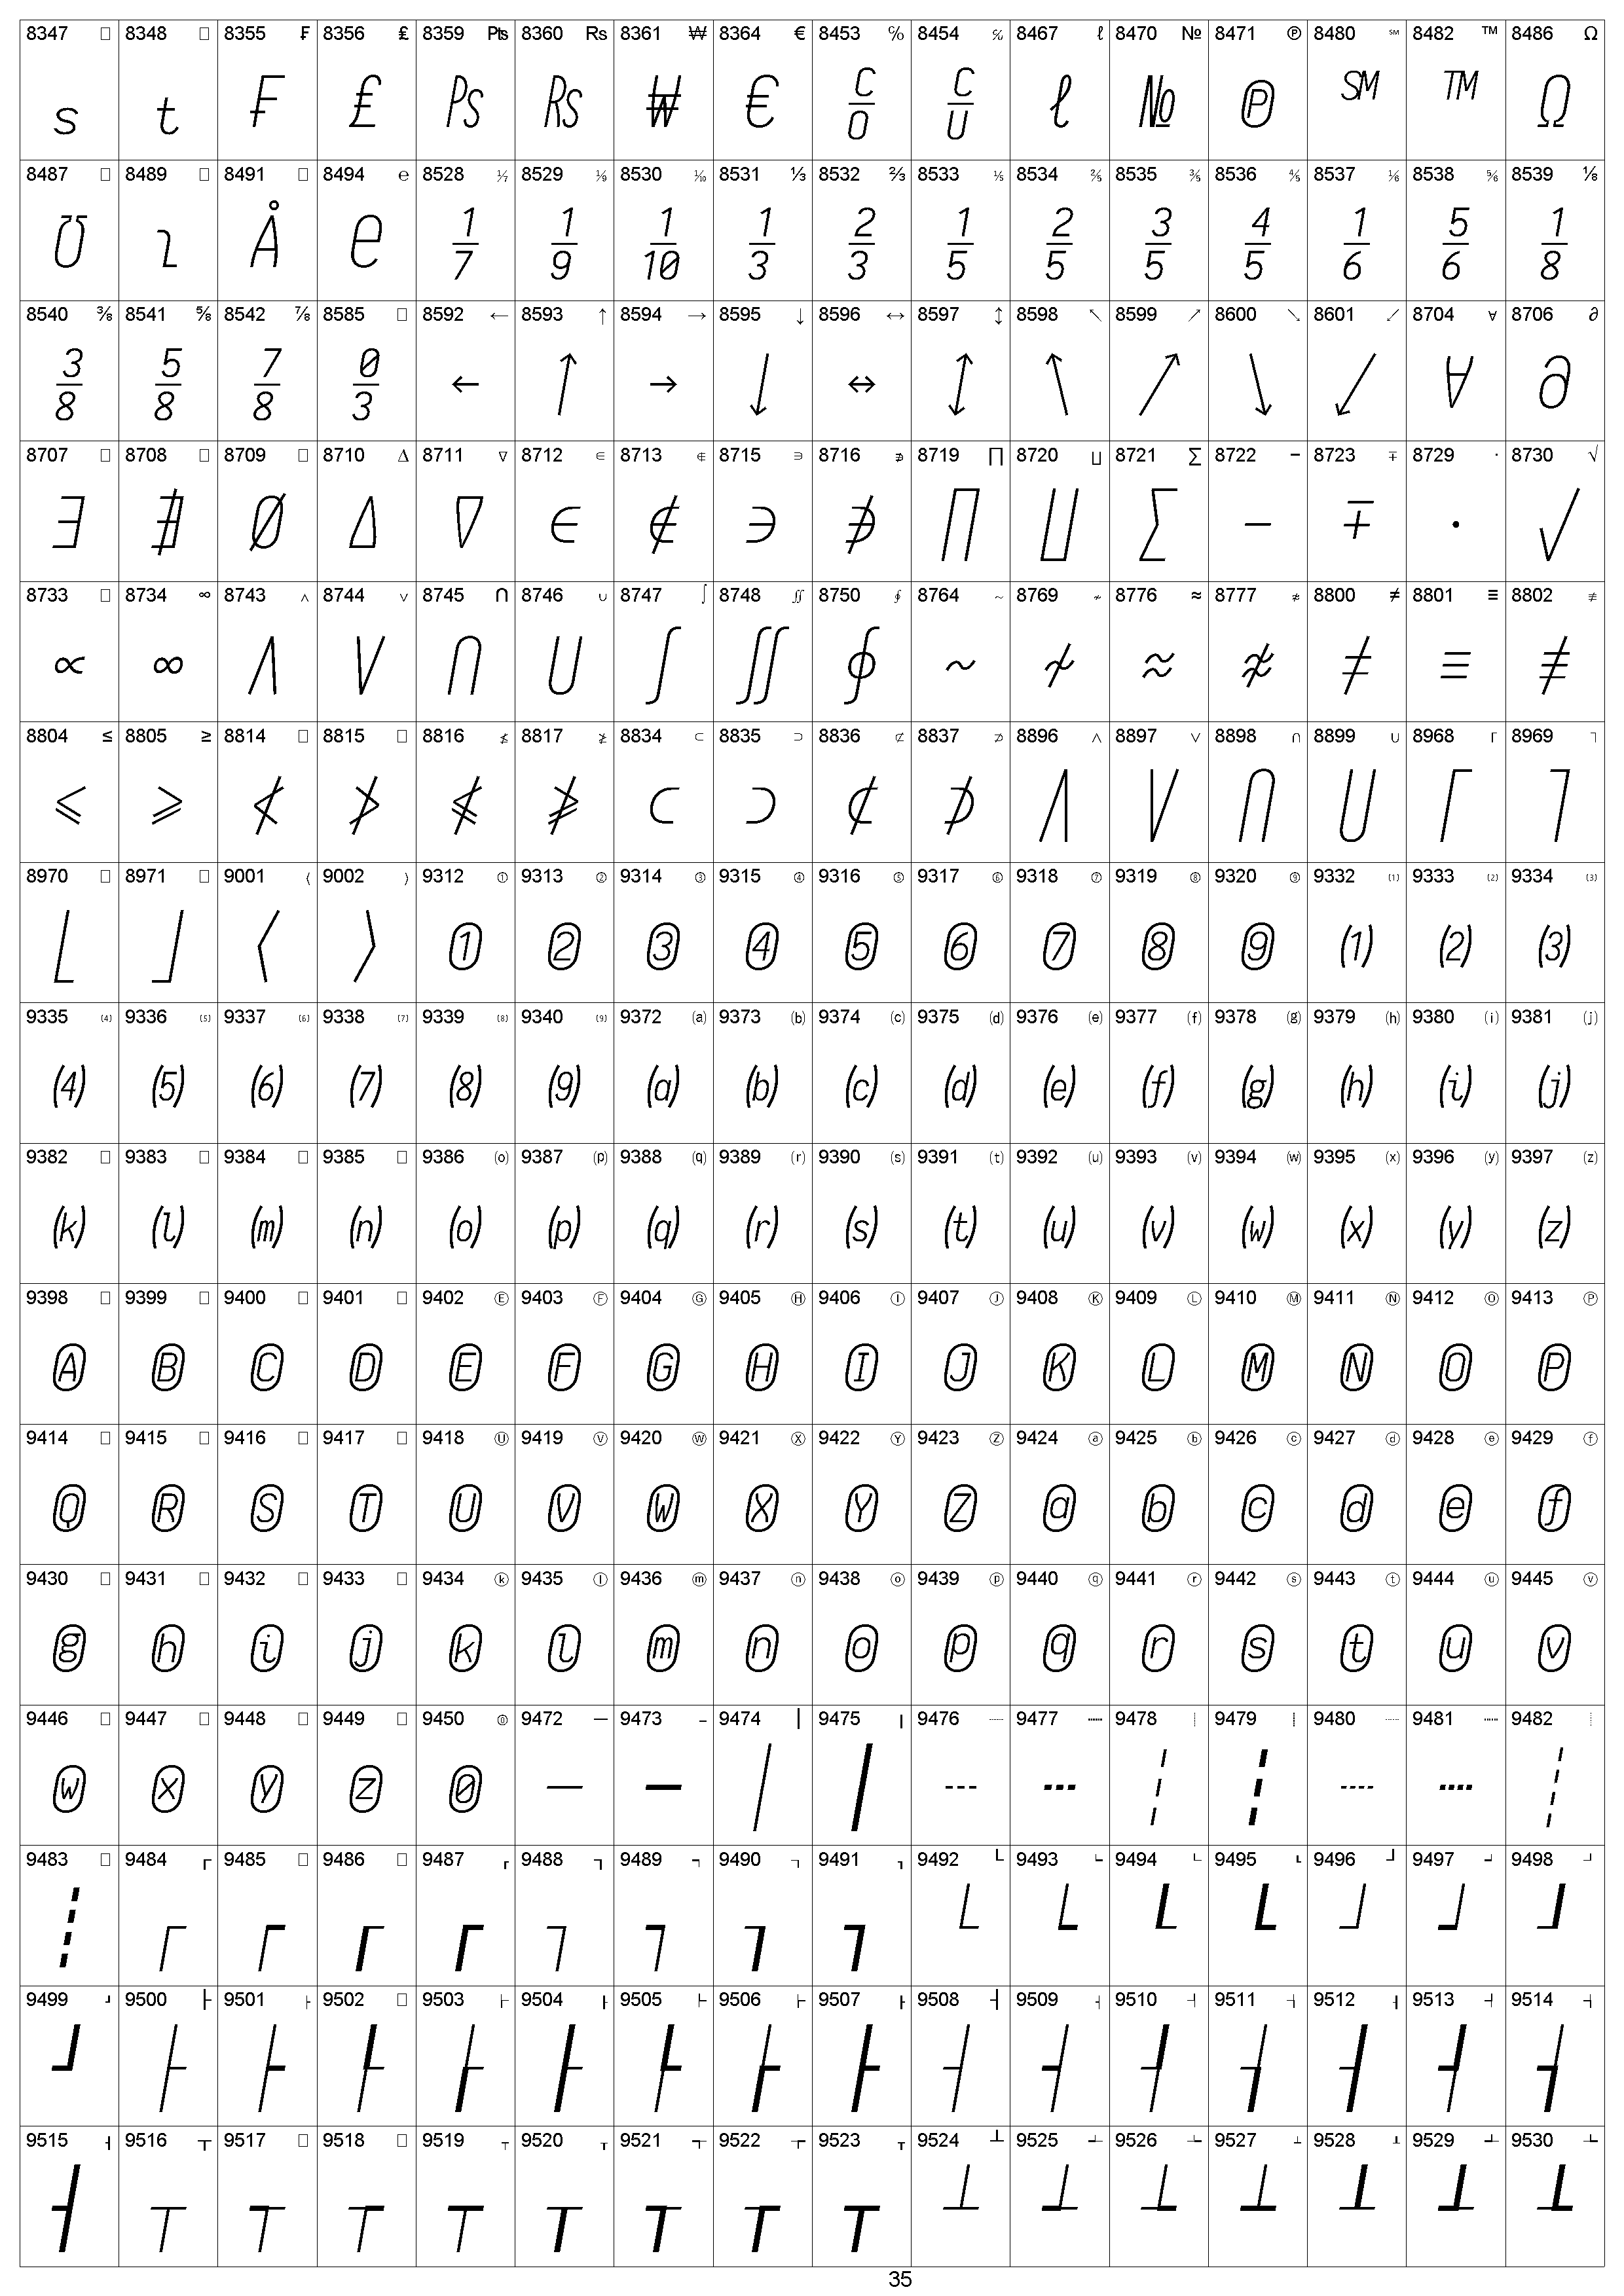 8347 □ 8348 □ 8355 ₣ 8356 ₤ 8359 ₧ 8360 ₨ 8361 ₩ 8364 € 8453 ℅ 8454 ℆ 8467 ℓ 8470 № 8471 ℗ 8480 ℠ 8482 ™ 8486 Ω
s t ₣ ₤ ₧ ₨ ₩ € ℅ ℆ ℓ № ℗ ℠ ™ Ω
8487 □ 8489 □ 8491 □ 8494 ℮ 8528 ⅐ 8529 ⅑ 8530 ⅒ 8531 ⅓ 8532 ⅔ 8533 ⅕ 8534 ⅖ 8535 ⅗ 8536 ⅘ 8537 ⅙ 8538 ⅚ 8539 ⅛
℧ ℩ Å ℮ ⅐ ⅑ ⅒ ⅓ ⅔ ⅕ ⅖ ⅗ ⅘ ⅙ ⅚ ⅛
8540 ⅜ 8541 ⅝ 8542 ⅞ 8585 □ 8592 ← 8593 ↑ 8594 → 8595 ↓ 8596 ↔ 8597 ↕ 8598 ↖ 8599 ↗ 8600 ↘ 8601 ↙ 8704 ∀ 8706 ∂
⅜ ⅝ ⅞ ↉ ← ↑ → ↓ ↔ ↕ ↖ ↗ ↘ ↙ ∀ ∂
8707 □ 8708 □ 8709 □ 8710 ∆ 8711 ∇ 8712 ∈ 8713 ∉ 8715 ∋ 8716 ∌ 8719 ∏ 8720 ∐ 8721 ∑ 8722 − 8723 ∓ 8729 ∙ 8730 √
∃ ∄ ∅ ∆ ∇ ∈ ∉ ∋ ∌ ∏ ∐ ∑ − ∓ ∙ √
8733 □ 8734 ∞ 8743 ∧ 8744 ∨ 8745 ∩ 8746 ∪ 8747 ∫ 8748 ∬ 8750 ∮ 8764 ∼ 8769 ≁ 8776 ≈ 8777 ≉ 8800 ≠ 8801 ≡ 8802 ≢
∝ ∞ ∧ ∨ ∩ ∪ ∫ ∬ ∮ ∼ ≁ ≈ ≉ ≠ ≡ ≢
8804 ≤ 8805 ≥ 8814 □ 8815 □ 8816 ≰ 8817 ≱ 8834 ⊂ 8835 ⊃ 8836 ⊄ 8837 ⊅ 8896 ⋀ 8897 ⋁ 8898 ⋂ 8899 ⋃ 8968 ⌈ 8969 ⌉
≤ ≥ ≮ ≯ ≰ ≱ ⊂ ⊃ ⊄ ⊅ ⋀ ⋁ ⋂ ⋃ ⌈ ⌉
8970 □ 8971 □ 9001 〈 9002 〉 9312 ① 9313 ② 9314 ③ 9315 ④ 9316 ⑤ 9317 ⑥ 9318 ⑦ 9319 ⑧ 9320 ⑨ 9332 ⑴ 9333 ⑵ 9334 ⑶
⌊ ⌋ 〈 〉 ① ② ③ ④ ⑤ ⑥ ⑦ ⑧ ⑨ ⑴ ⑵ ⑶
9335 ⑷ 9336 ⑸ 9337 ⑹ 9338 ⑺ 9339 ⑻ 9340 ⑼ 9372 ⒜ 9373 ⒝ 9374 ⒞ 9375 ⒟ 9376 ⒠ 9377 ⒡ 9378 ⒢ 9379 ⒣ 9380 ⒤ 9381 ⒥
⑷ ⑸ ⑹ ⑺ ⑻ ⑼ ⒜ ⒝ ⒞ ⒟ ⒠ ⒡ ⒢ ⒣ ⒤ ⒥
9382 □ 9383 □ 9384 □ 9385 □ 9386 ⒪ 9387 ⒫ 9388 ⒬ 9389 ⒭ 9390 ⒮ 9391 ⒯ 9392 ⒰ 9393 ⒱ 9394 ⒲ 9395 ⒳ 9396 ⒴ 9397 ⒵
⒦ ⒧ ⒨ ⒩ ⒪ ⒫ ⒬ ⒭ ⒮ ⒯ ⒰ ⒱ ⒲ ⒳ ⒴ ⒵
9398 □ 9399 □ 9400 □ 9401 □ 9402 Ⓔ 9403 Ⓕ 9404 Ⓖ 9405 Ⓗ 9406 Ⓘ 9407 Ⓙ 9408 Ⓚ 9409 Ⓛ 9410 Ⓜ 9411 Ⓝ 9412 Ⓞ 9413 Ⓟ
Ⓐ Ⓑ Ⓒ Ⓓ Ⓔ Ⓕ Ⓖ Ⓗ Ⓘ Ⓙ Ⓚ Ⓛ Ⓜ Ⓝ Ⓞ Ⓟ
9414 □ 9415 □ 9416 □ 9417 □ 9418 Ⓤ 9419 Ⓥ 9420 Ⓦ 9421 Ⓧ 9422 Ⓨ 9423 Ⓩ 9424 ⓐ 9425 ⓑ 9426 ⓒ 9427 ⓓ 9428 ⓔ 9429 ⓕ
Ⓠ Ⓡ Ⓢ Ⓣ Ⓤ Ⓥ Ⓦ Ⓧ Ⓨ Ⓩ ⓐ ⓑ ⓒ ⓓ ⓔ ⓕ
9430 □ 9431 □ 9432 □ 9433 □ 9434 ⓚ 9435 ⓛ 9436 ⓜ 9437 ⓝ 9438 ⓞ 9439 ⓟ 9440 ⓠ 9441 ⓡ 9442 ⓢ 9443 ⓣ 9444 ⓤ 9445 ⓥ
ⓖ ⓗ ⓘ ⓙ ⓚ ⓛ ⓜ ⓝ ⓞ ⓟ ⓠ ⓡ ⓢ ⓣ ⓤ ⓥ
9446 □ 9447 □ 9448 □ 9449 □ 9450 ⓪ 9472 ─ 9473 ━ 9474 │ 9475 ┃ 9476 ┄ 9477 ┅ 9478 ┆ 9479 ┇ 9480 ┈ 9481 ┉ 9482 ┊
ⓦ ⓧ ⓨ ⓩ ⓪ ─ ━ │ ┃ ┄ ┅ ┆ ┇ ┈ ┉ ┊
9483 □ 9484 ┌ 9485 □ 9486 □ 9487 ┏ 9488 ┐ 9489 ┑ 9490 ┒ 9491 ┓ 9492 └ 9493 ┕ 9494 ┖ 9495 ┗ 9496 ┘ 9497 ┙ 9498 ┚
┋ ┌ ┍ ┎ ┏ ┐ ┑ ┒ ┓ └ ┕ ┖ ┗ ┘ ┙ ┚
9499 ┛ 9500 ├ 9501 ┝ 9502 □ 9503 ┟ 9504 ┠ 9505 ┡ 9506 ┢ 9507 ┣ 9508 ┤ 9509 ┥ 9510 ┦ 9511 ┧ 9512 ┨ 9513 ┩ 9514 ┪
┛ ├ ┝ ┞ ┟ ┠ ┡ ┢ ┣ ┤ ┥ ┦ ┧ ┨ ┩ ┪
9515 ┫ 9516 ┬ 9517 □ 9518 □ 9519 ┯ 9520 ┰ 9521 ┱ 9522 ┲ 9523 ┳ 9524 ┴ 9525 ┵ 9526 ┶ 9527 ┷ 9528 ┸ 9529 ┹ 9530 ┺
┫ ┬ ┭ ┮ ┯ ┰ ┱ ┲ ┳ ┴ ┵ ┶ ┷ ┸ ┹ ┺
35